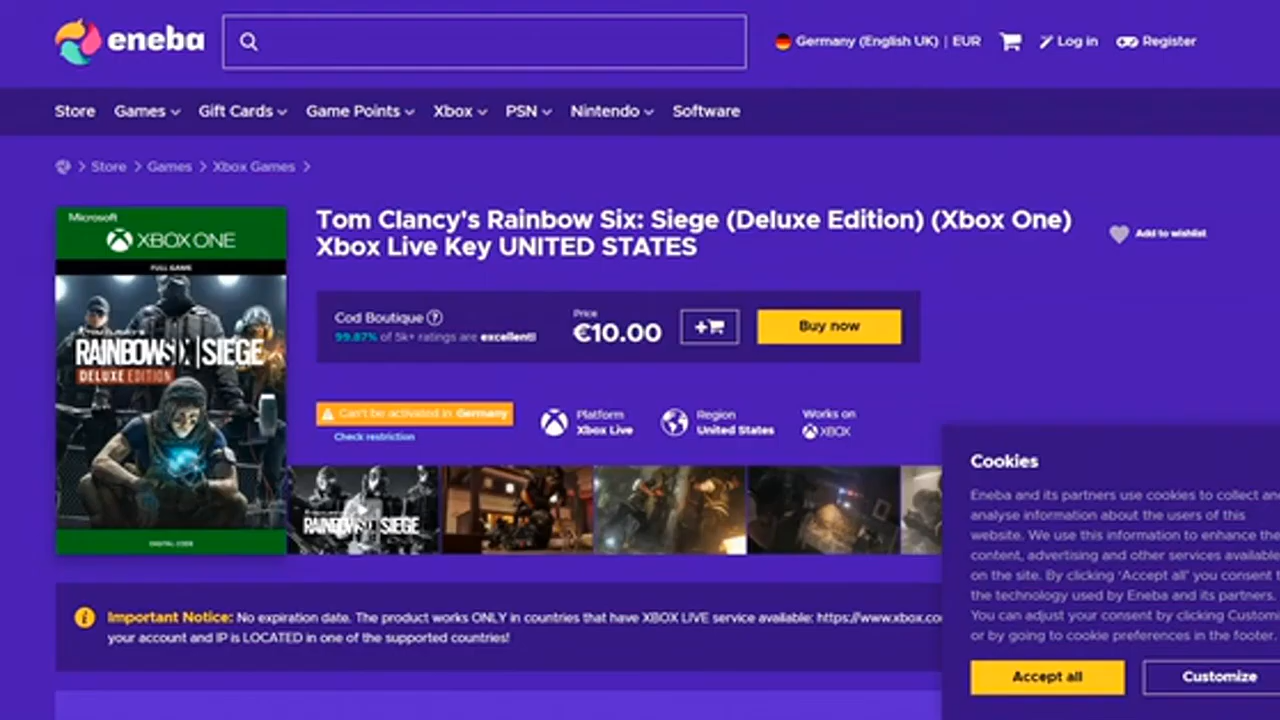 eneba
Germany (English UK) | EUR
Log in
Register
Store
Games
Gift Cards
Game Points
Xbox
PSN
Nintendo
Software
Store
Games
Xbox Games
Microsoft
XBOX ONE
FULL GAME
RAINBOW SIX | SIEGE
DELUXE EDITION
DIGITAL CODE
Tom Clancy's Rainbow Six: Siege (Deluxe Edition) (Xbox One)
Xbox Live Key UNITED STATES
Add to wishlist
Cod Boutique ?
99.87% of 5k+ ratings are excellent!
Price
€10.00
Buy now
Can't be activated in Germany
Check restriction
Platform
Xbox Live
Region
United States
Works on
XBOX
RAINBOW SIX SIEGE
Important Notice: No expiration date. The product works ONLY in countries that have XBOX LIVE service available: https://www.xbox.co
your account and IP is LOCATED in one of the supported countries!
Cookies
Eneba and its partners use cookies to collect an
analyse information about the users of this
website. We use this information to enhance the
content, advertising and other services available
on the site. By clicking 'Accept all' you consent t
the technology used by Eneba and its partners.
You can adjust your consent by clicking Custom
or by going to cookie preferences in the footer.
Accept all
Customize